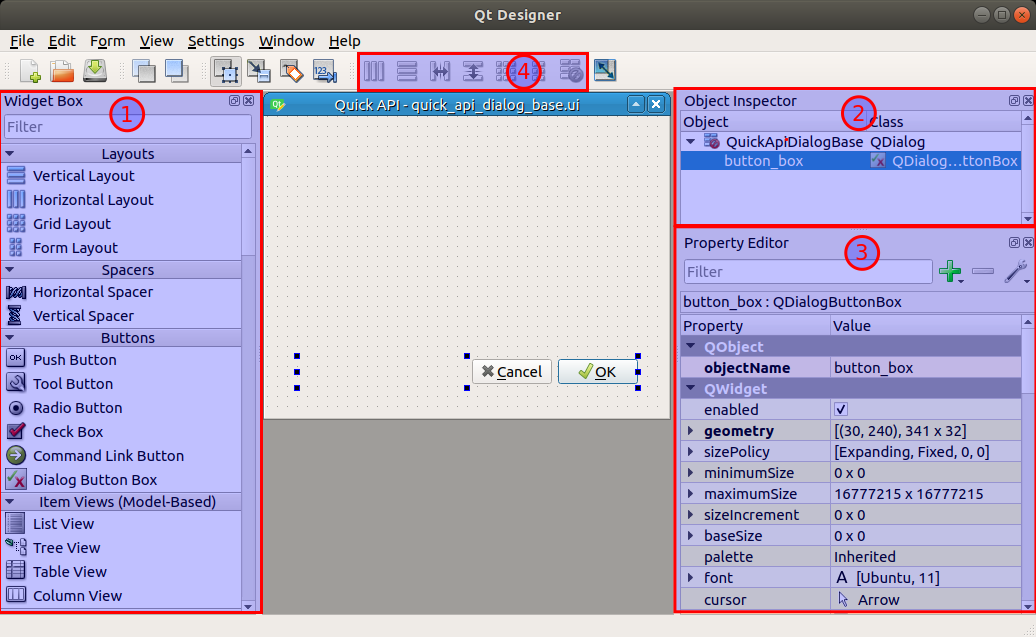 Qt Designer
File Edit Form View Settings Window Help
123
4
Widget Box
1
Filter
Layouts
Vertical Layout
Horizontal Layout
Grid Layout
Form Layout
Spacers
Horizontal Spacer
Vertical Spacer
Buttons
OK Push Button
Tool Button
Radio Button
Check Box
Command Link Button
Dialog Button Box
Item Views (Model-Based)
List View
Tree View
Table View
Column View
Qt Quick API - quick_api_dialog_base.ui
Cancel OK
Object Inspector
2
Object Class
QuickApiDialogBase QDialog
button_box QDialog...ttonBox
Property Editor
3
Filter
button_box : QDialogButtonBox
Property Value
QObject
objectName button_box
QWidget
enabled
geometry [(30, 240), 341 x 32]
sizePolicy [Expanding, Fixed, 0, 0]
minimumSize 0 x 0
maximumSize 16777215 x 16777215
sizeIncrement 0 x 0
baseSize 0 x 0
palette Inherited
font A [Ubuntu, 11]
cursor Arrow